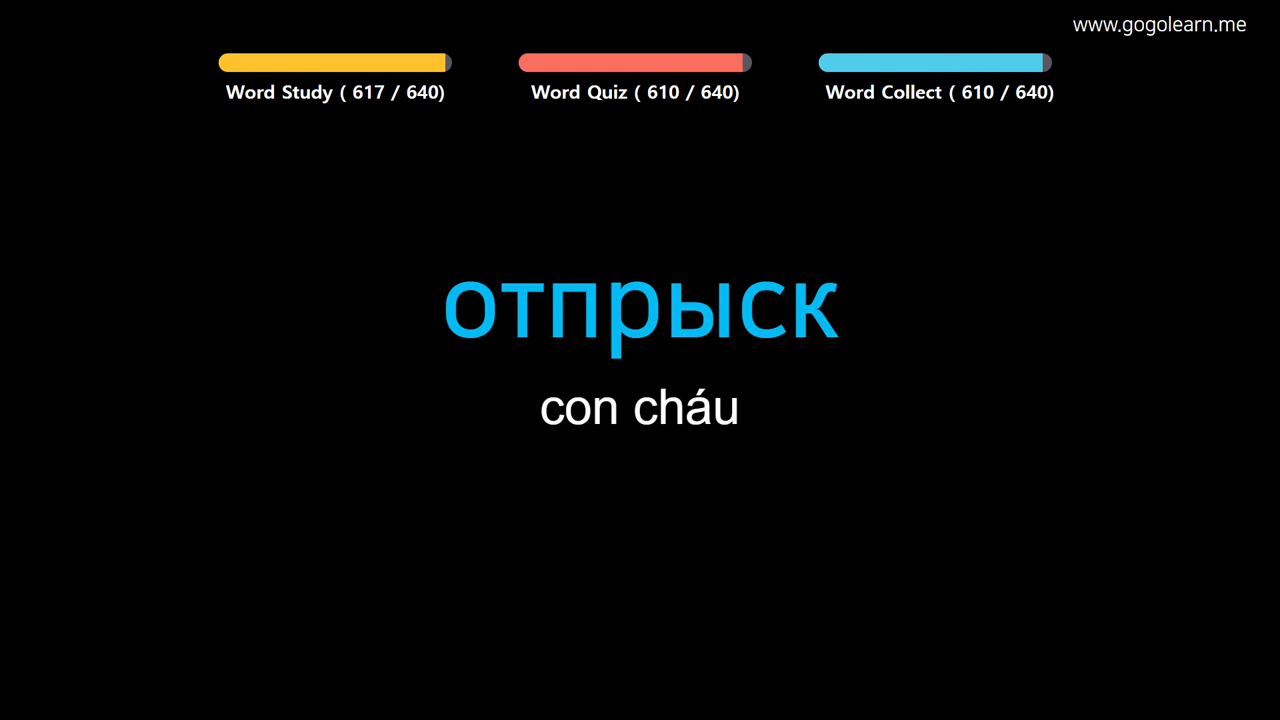 www.gogolearn.me
Word Study ( 617 / 640)
Word Quiz ( 610 / 640)
Word Collect ( 610 / 640)
отпрыск
con cháu